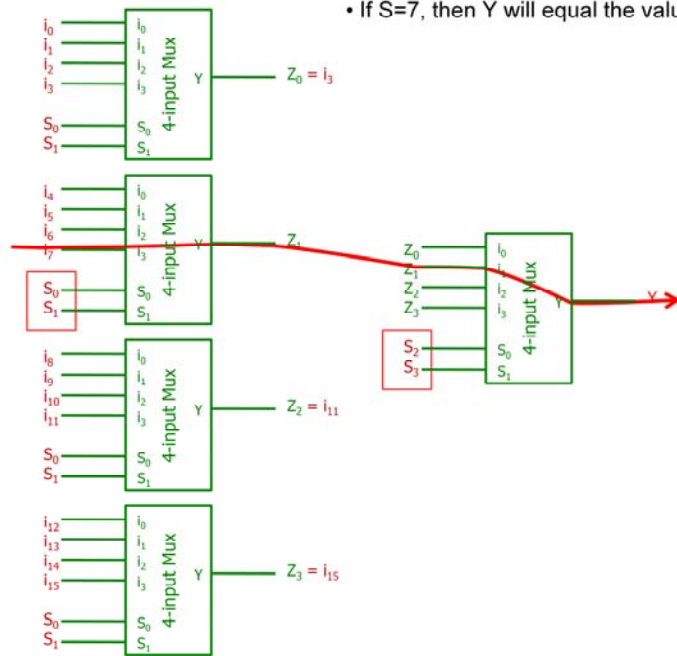 • If S=7, then Y will equal the valu
i₀ i₀
i₁ i₁
i₂ i₂
i₃ i₃
S₀ S₀
S₁ S₁
4-input Mux
Y
Z₀ = i₃
i₄ i₀
i₅ i₁
i₆ i₂
i₇ i₃
S₀ S₀
S₁ S₁
4-input Mux
Y
Z₁
i₈ i₀
i₉ i₁
i₁₀ i₂
i₁₁ i₃
S₀ S₀
S₁ S₁
4-input Mux
Y
Z₂ = i₁₁
i₁₂ i₀
i₁₃ i₁
i₁₄ i₂
i₁₅ i₃
S₀ S₀
S₁ S₁
4-input Mux
Y
Z₃ = i₁₅
Z₀ i₀
Z₁ i₁
Z₂ i₂
Z₃ i₃
S₂ S₀
S₃ S₁
4-input Mux
Y
Y